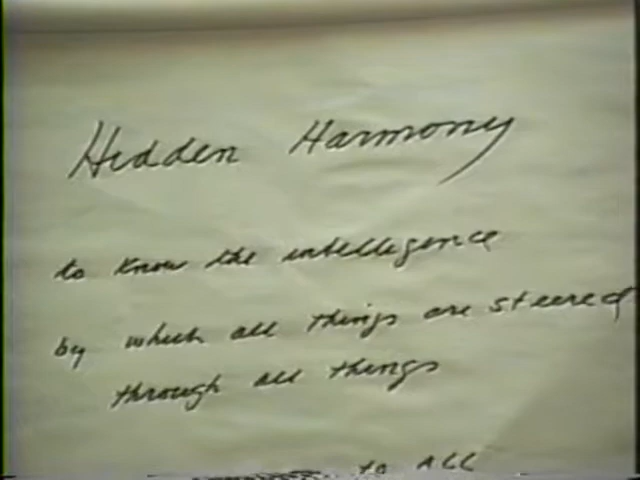 Hidden Harmony
to know the intelligence
by which all things are steered
through all things
to ALL